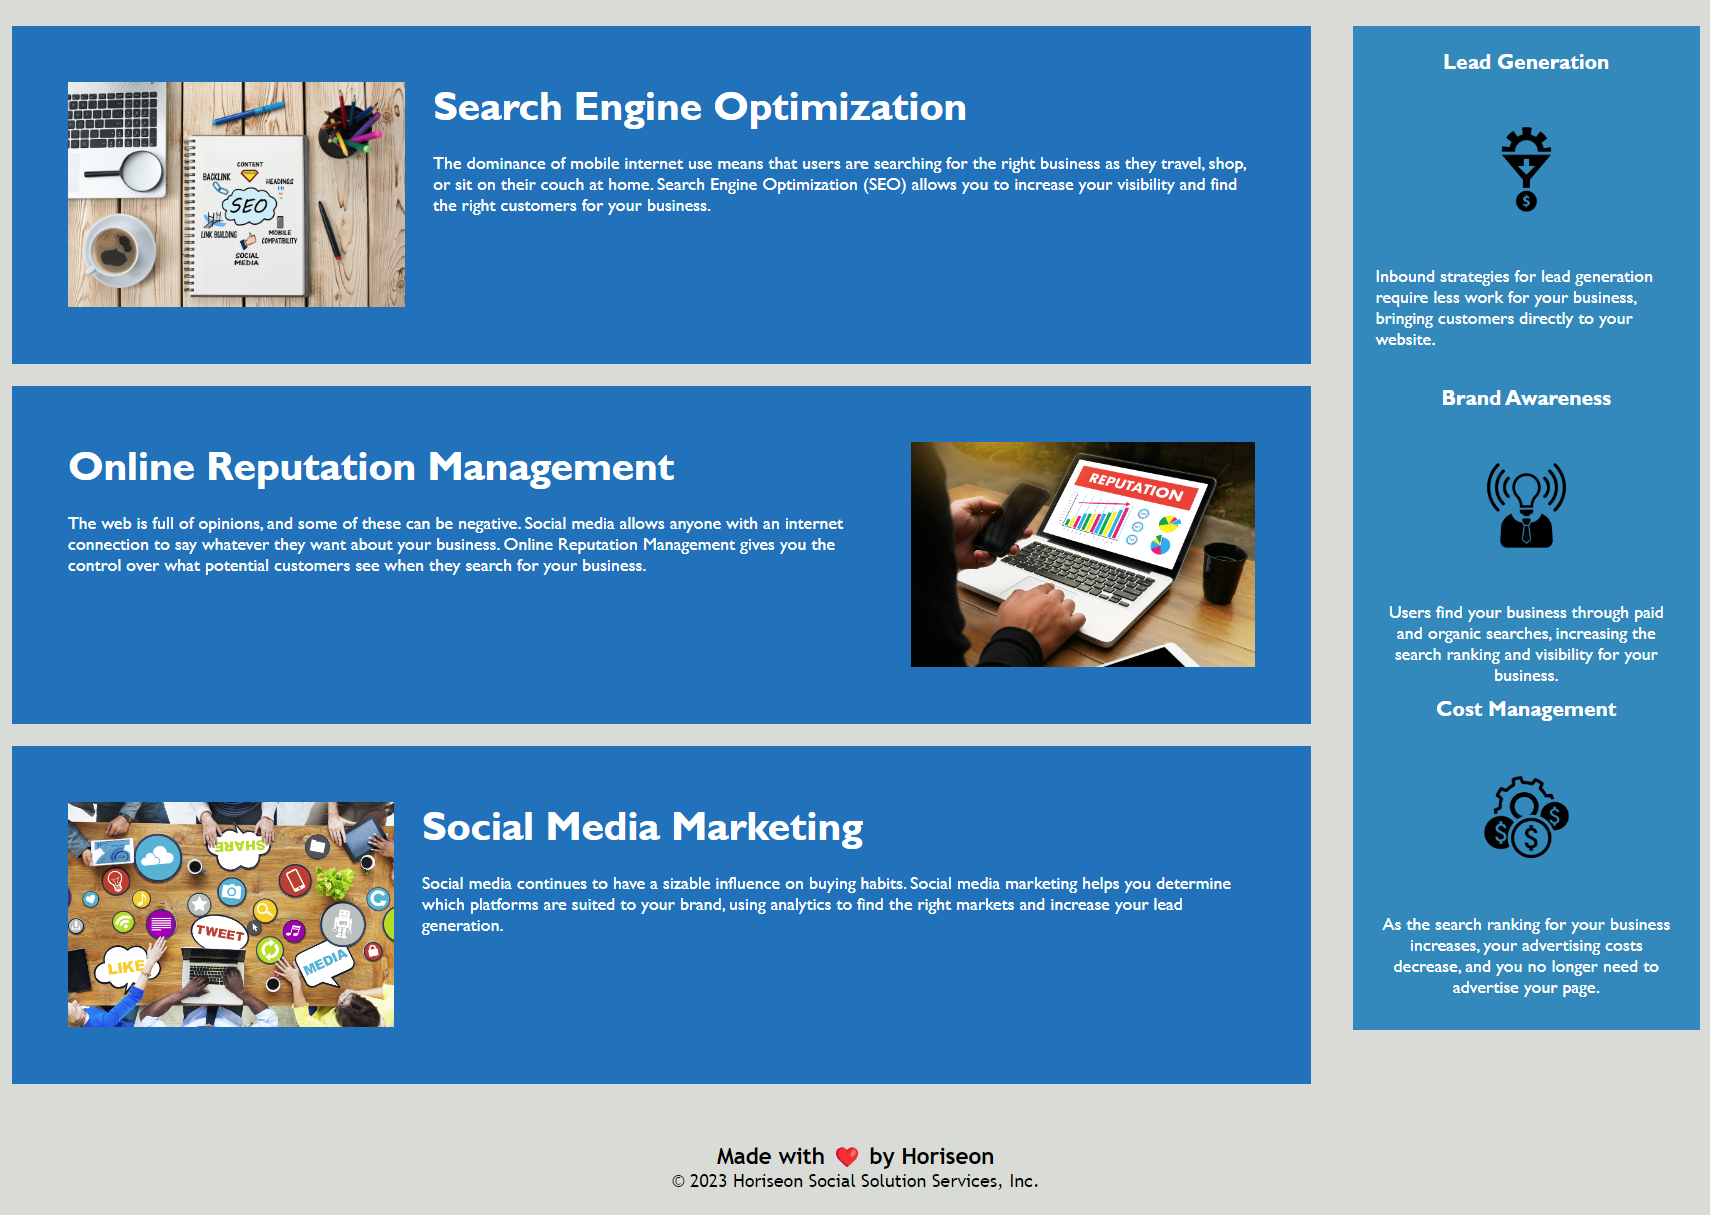 Search Engine Optimization
The dominance of mobile internet use means that users are searching for the right business as they travel, shop,
or sit on their couch at home. Search Engine Optimization (SEO) allows you to increase your visibility and find
the right customers for your business.
CONTENT
BACKLINK
HEADINGS
H1
SEO
LINK BUILDING
MOBILE
COMPATIBILITY
SOCIAL
MEDIA
Online Reputation Management
The web is full of opinions, and some of these can be negative. Social media allows anyone with an internet
connection to say whatever they want about your business. Online Reputation Management gives you the
control over what potential customers see when they search for your business.
REPUTATION
Social Media Marketing
Social media continues to have a sizable influence on buying habits. Social media marketing helps you determine
which platforms are suited to your brand, using analytics to find the right markets and increase your lead
generation.
SHARE
TWEET
LIKE
MEDIA
Lead Generation
$
Inbound strategies for lead generation
require less work for your business,
bringing customers directly to your
website.
Brand Awareness
Users find your business through paid
and organic searches, increasing the
search ranking and visibility for your
business.
Cost Management
$ $ $
As the search ranking for your business
increases, your advertising costs
decrease, and you no longer need to
advertise your page.
Made with ❤️ by Horiseon
© 2023 Horiseon Social Solution Services, Inc.